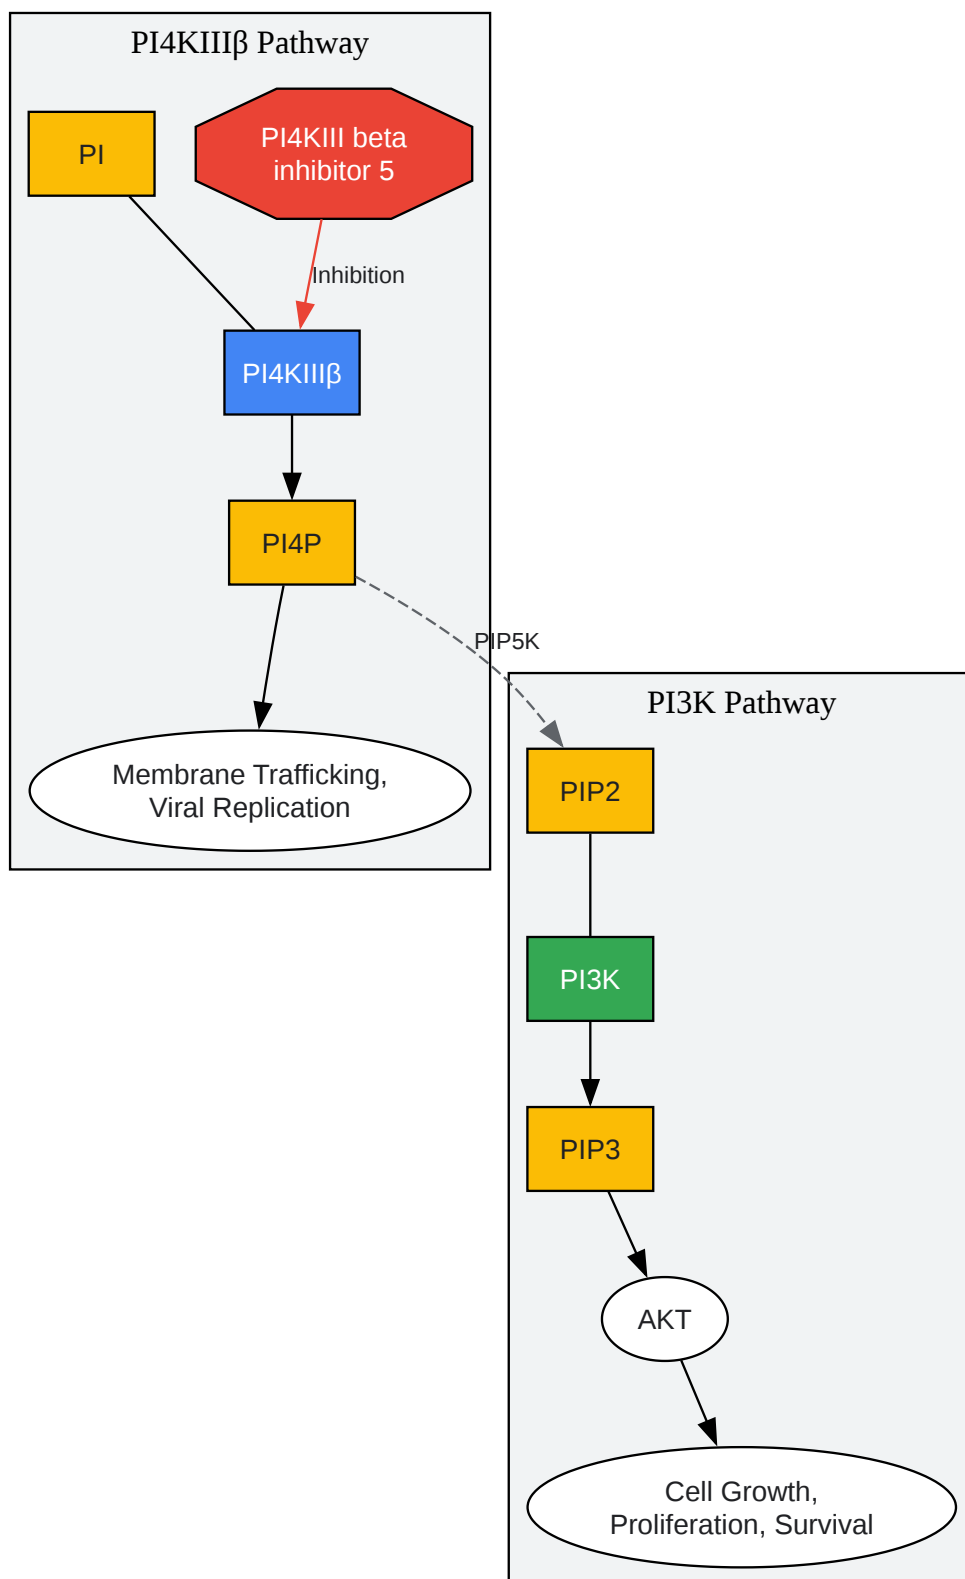 PI4KIIIβ Pathway
PI
PI4KIII beta
inhibitor 5
Inhibition
PI4KIIIβ
PI4P
PIP5K
Membrane Trafficking,
Viral Replication
PI3K Pathway
PIP2
PI3K
PIP3
AKT
Cell Growth,
Proliferation, Survival